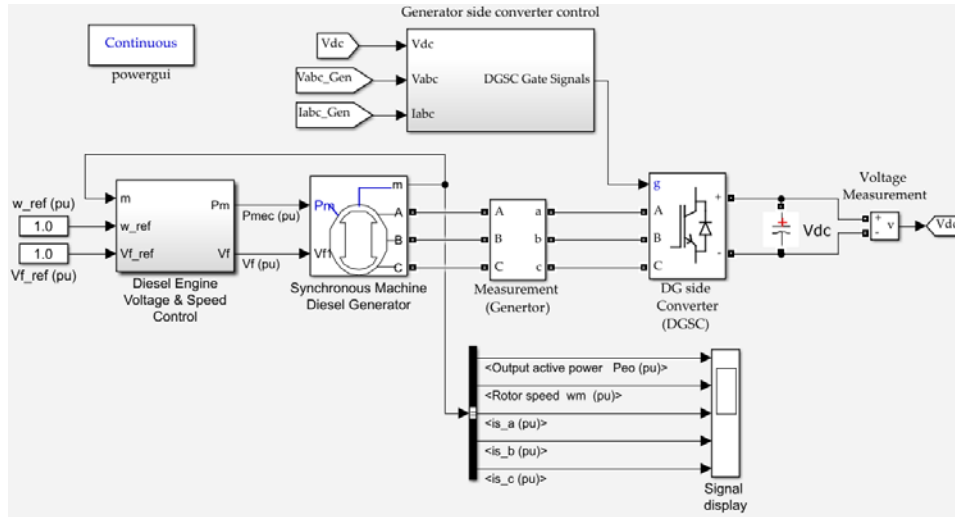 Generator side converter control
Continuous
powergui
Vdc
Vabc_Gen
Iabc_Gen
Vdc
Vabc
Iabc
DGSC Gate Signals
w_ref (pu)
1.0
1.0
Vf_ref (pu)
m
w_ref
Vf_ref
Pm
Vf
Diesel Engine
Voltage & Speed
Control
Pmec (pu)
Vf (pu)
Pm
Vf1
m
A
B
C
Synchronous Machine
Diesel Generator
A
B
C
a
b
c
Measurement
(Genertor)
g
A
B
C
+
-
DG side
Converter
(DGSC)
+
Vdc
Voltage
Measurement
+
-
v
Vdc
<Output active power Peo (pu)>
<Rotor speed wm (pu)>
<is_a (pu)>
<is_b (pu)>
<is_c (pu)>
Signal
display